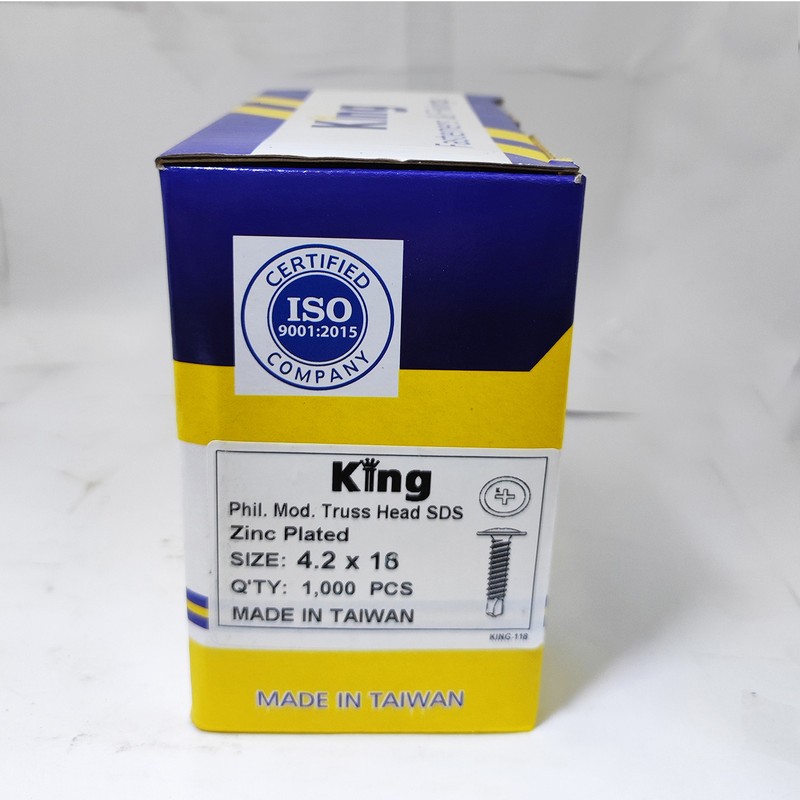 King
Fasteners &
CERTIFIED
ISO
9001:2015
COMPANY
King
Phil. Mod. Truss Head SDS
Zinc Plated
SIZE: 4.2 x 16
Q'TY: 1,000 PCS
MADE IN TAIWAN
KING-118
MADE IN TAIWAN